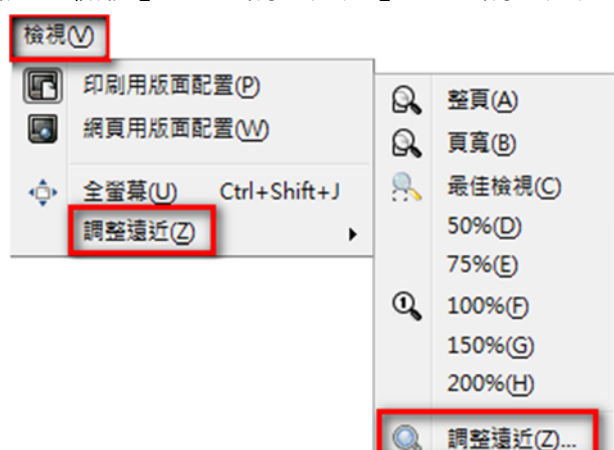 檢視(V)
印刷用版面配置(P)
網頁用版面配置(W)
全螢幕(U) Ctrl+Shift+J
調整遠近(Z)
整頁(A)
頁寬(B)
最佳檢視(C)
50%(D)
75%(E)
100%(F)
150%(G)
200%(H)
調整遠近(Z)...